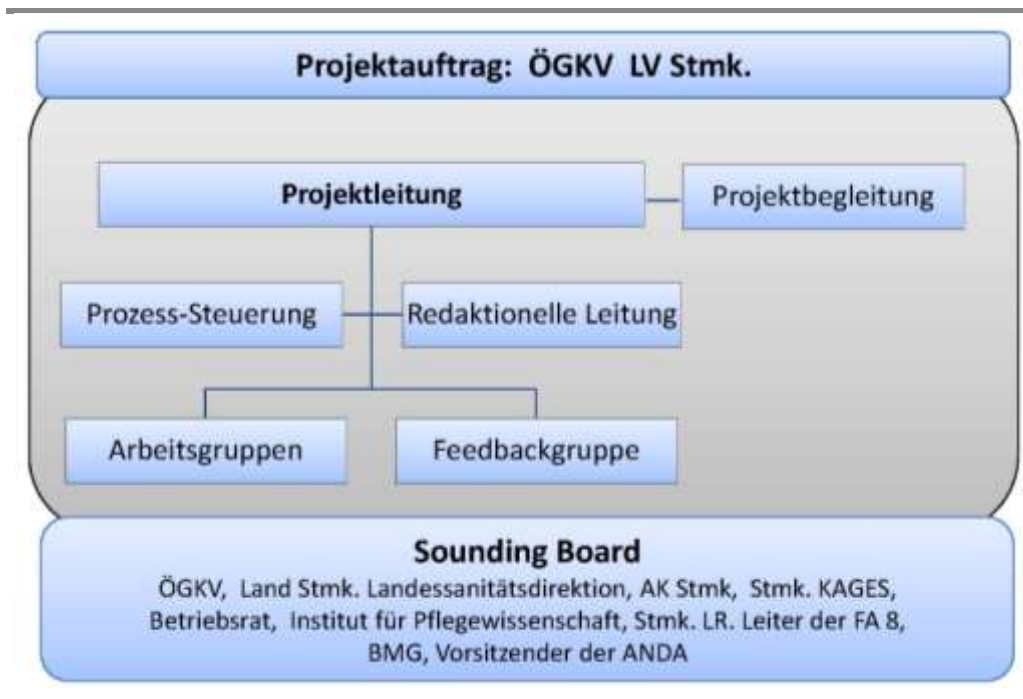 Projektauftrag: ÖGKV LV Stmk.
Projektleitung
Projektbegleitung
Prozess-Steuerung
Redaktionelle Leitung
Arbeitsgruppen
Feedbackgruppe
Sounding Board
ÖGKV, Land Stmk. Landessanitätsdirektion, AK Stmk, Stmk. KAGES,
Betriebsrat, Institut für Pflegewissenschaft, Stmk. LR. Leiter der FA 8,
BMG, Vorsitzender der ANDA